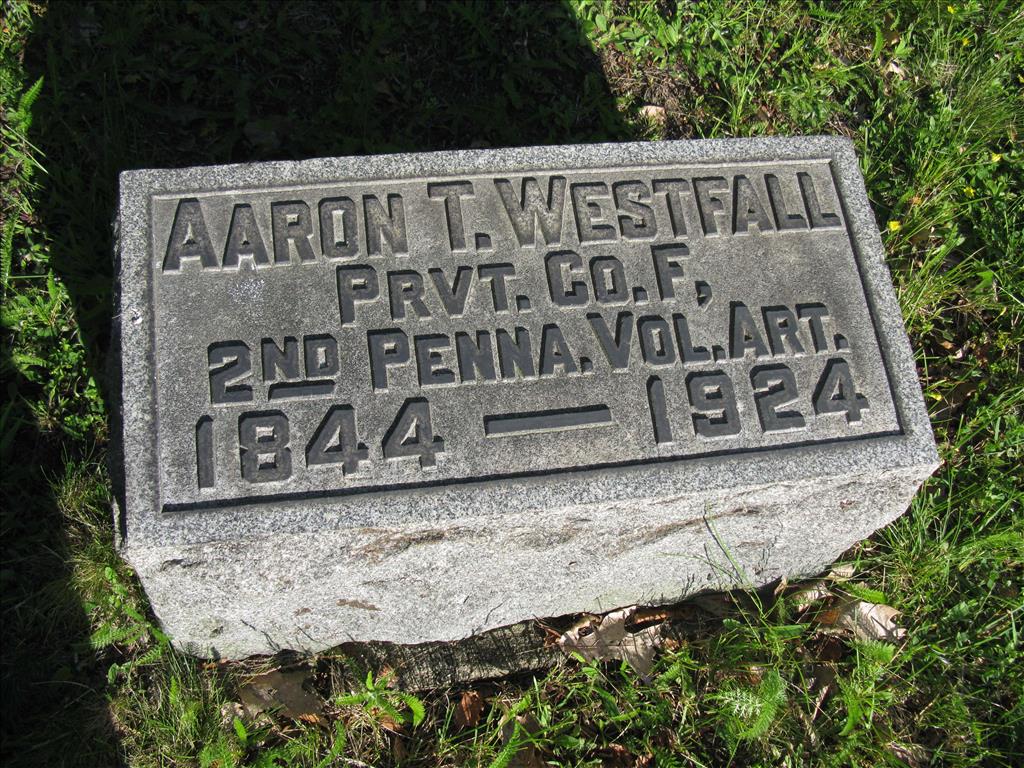 AARON T. WESTFALL
PRVT. CO. F,
2ND PENNA. VOL. ART.
1844 — 1924